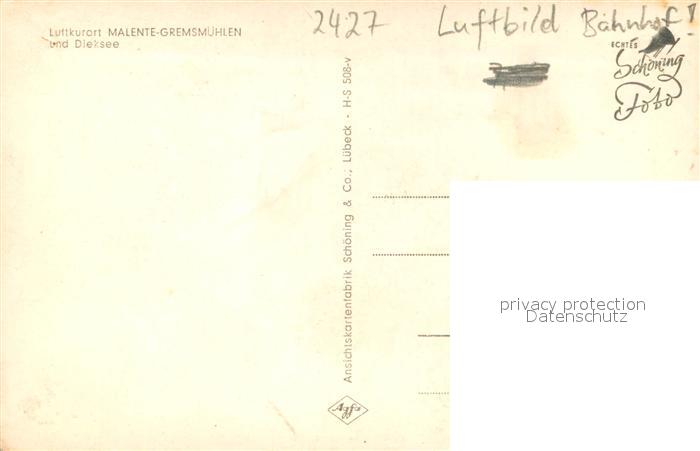 Luftkurort MALENTE-GREMSMÜHLEN
und Dieksee
2427 Luftbild Bahnhof!
ECHTES
Schöning
Foto
Ansichtskartenfabrik Schöning & Co., Lübeck · H-S 508-v
Agfa
privacy protection
Datenschutz